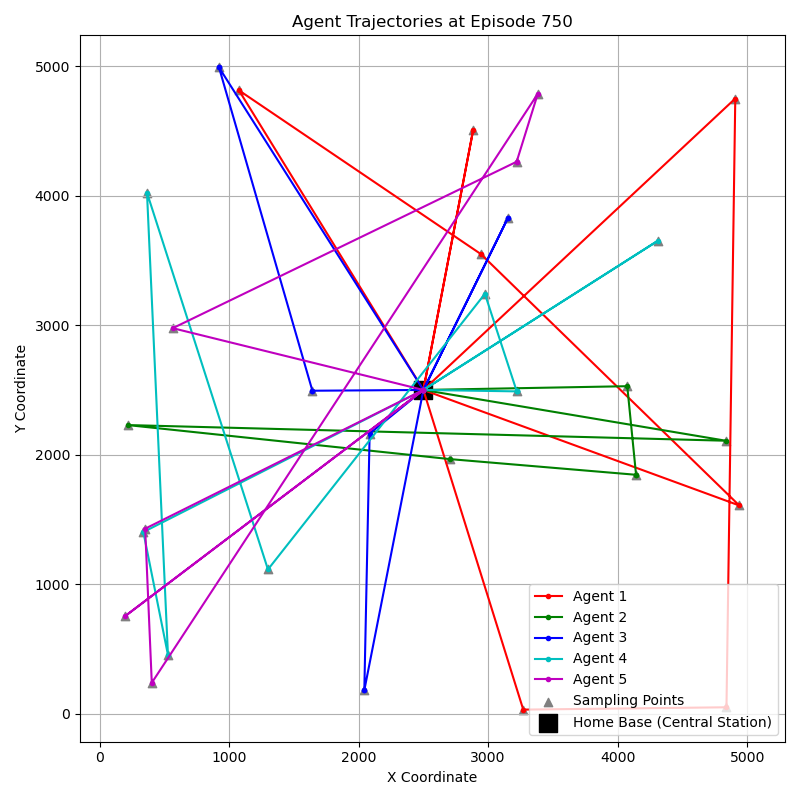 Agent Trajectories at Episode 750
5000
4000
3000
2000
1000
0
Y Coordinate
0 1000 2000 3000 4000 5000
X Coordinate
Agent 1
Agent 2
Agent 3
Agent 4
Agent 5
Sampling Points
Home Base (Central Station)